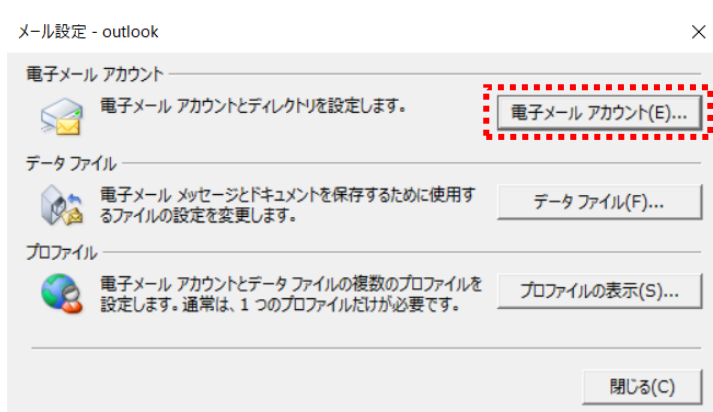 メール設定 - outlook
電子メール アカウント
電子メール アカウントとディレクトリを設定します。
電子メール アカウント(E)...
データ ファイル
電子メール メッセージとドキュメントを保存するために使用す
るファイルの設定を変更します。
データ ファイル(F)...
プロファイル
電子メール アカウントとデータ ファイルの複数のプロファイルを
設定します。通常は、1 つのプロファイルだけが必要です。
プロファイルの表示(S)...
閉じる(C)